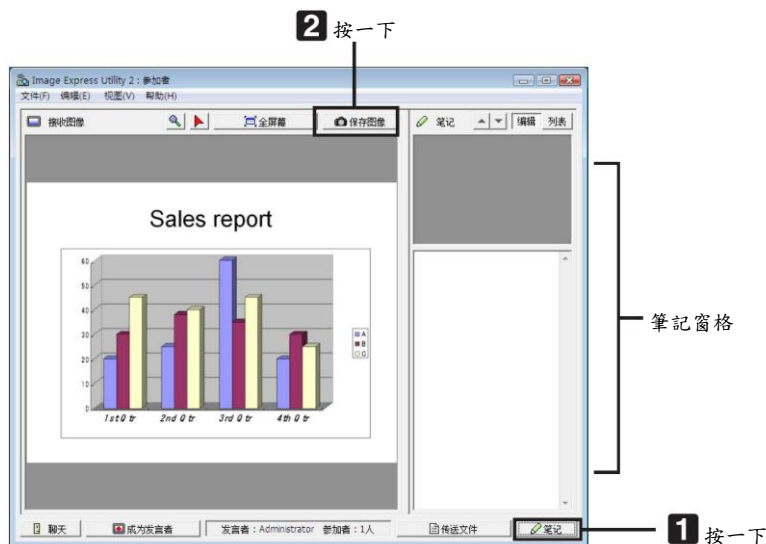 2 按一下
Image Express Utility 2 : 参加者
文件(F) 编辑(E) 视图(V) 帮助(H)
接收图像 全屏幕 保存图像 笔记 编辑 列表
Sales report
60
50
40
30
20
10
0
A
B
C
1st Q tr 2nd Q tr 3rd Q tr 4th Q tr
筆記窗格
聊天 成为发言者 发言者：Administrator 参加者：1人 传送文件 笔记
1 按一下